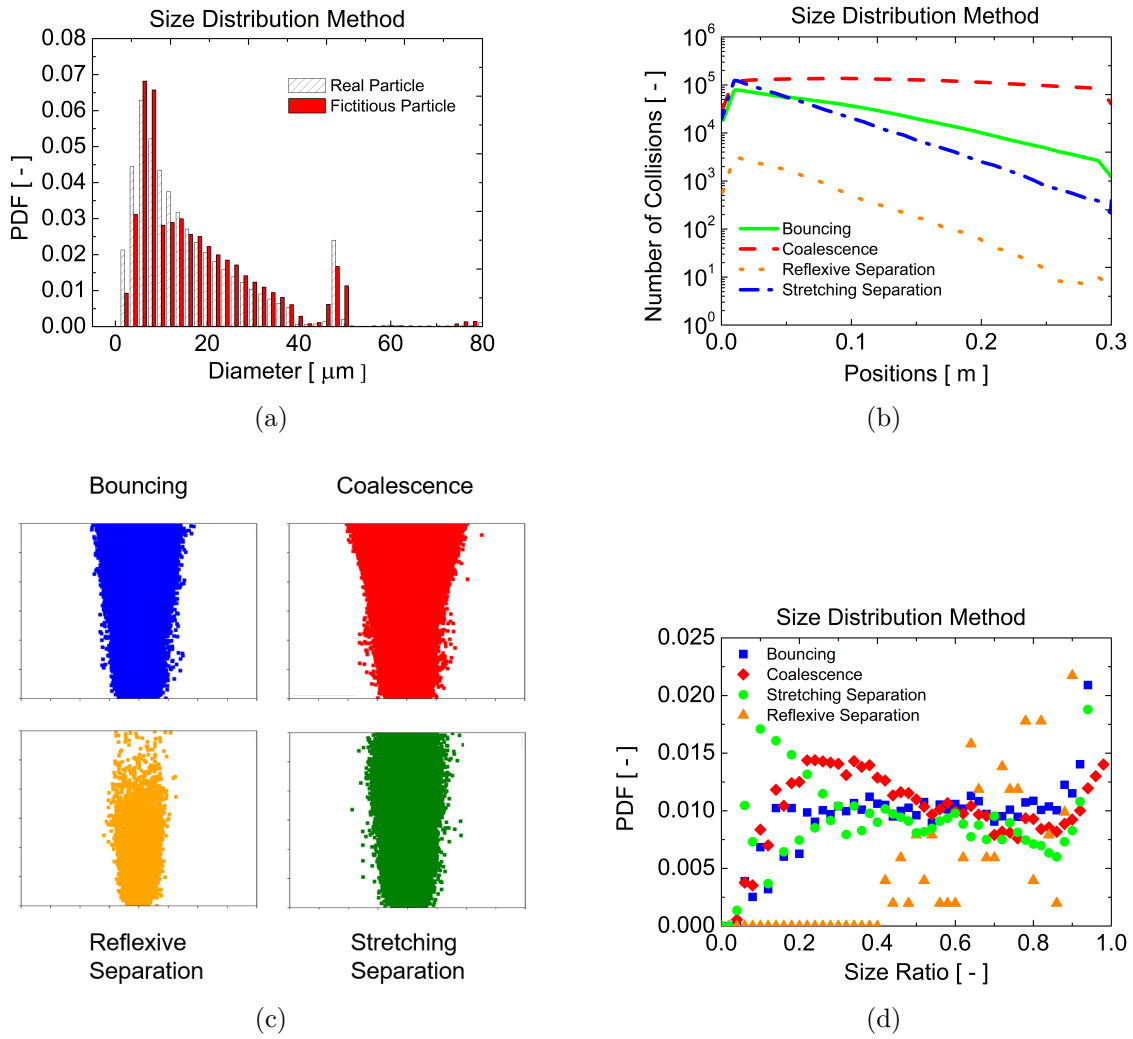 Size Distribution Method
0.08
0.07
0.06
0.05
0.04
0.03
0.02
0.01
0.00
PDF [ - ]
Real Particle
Fictitious Particle
0 20 40 60 80
Diameter [ μm ]
(a)
Size Distribution Method
10^6
10^5
10^4
10^3
10^2
10^1
10^0
Number of Collisions [ - ]
Bouncing
Coalescence
Reflexive Separation
Stretching Separation
0.0 0.1 0.2 0.3
Positions [ m ]
(b)
Bouncing
Coalescence
Reflexive
Separation
Stretching
Separation
(c)
Size Distribution Method
0.025
0.020
0.015
0.010
0.005
0.000
PDF [ - ]
Bouncing
Coalescence
Stretching Separation
Reflexive Separation
0.0 0.2 0.4 0.6 0.8 1.0
Size Ratio [ - ]
(d)